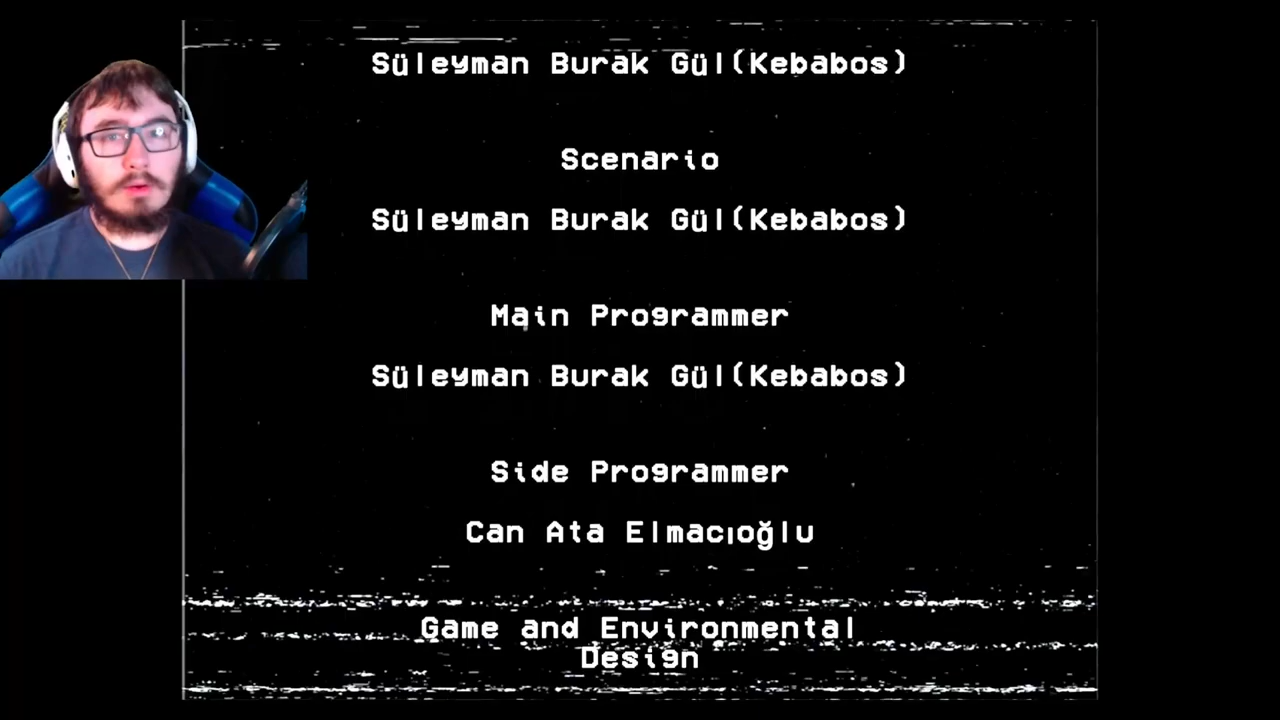 Süleyman Burak Gül(Kebabos)
Scenario
Süleyman Burak Gül(Kebabos)
Main Programmer
Süleyman Burak Gül(Kebabos)
Side Programmer
Can Ata Elmacıoğlu
Game and Environmental
Design